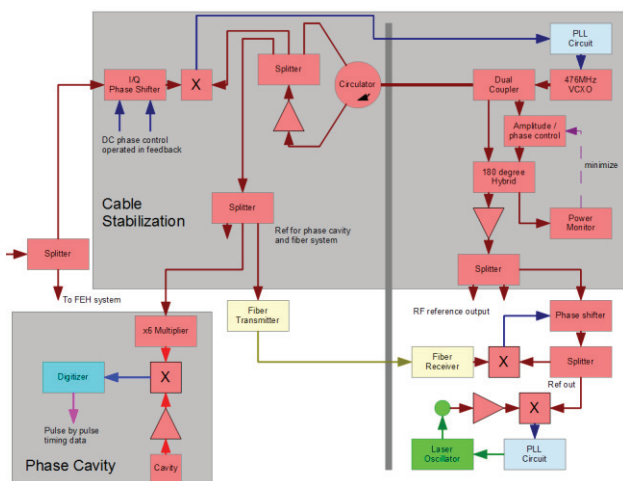 PLL
Circuit
I/Q
Phase Shifter
X
Splitter
Circulator
Dual
Coupler
476MHz
VCXO
DC phase control
operated in feedback
Amplitude /
phase control
minimize
180 degree
Hybrid
Cable
Stabilization
Splitter
Ref for phase cavity
and fiber system
Power
Monitor
Splitter
Splitter
To FEH system
RF reference output
x6 Multiplier
Fiber
Transmitter
Phase shifter
Fiber
Receiver
X
Splitter
Digitizer
X
Ref out
X
Pulse by pulse
timing data
Laser
Oscillator
PLL
Circuit
Phase Cavity
Cavity